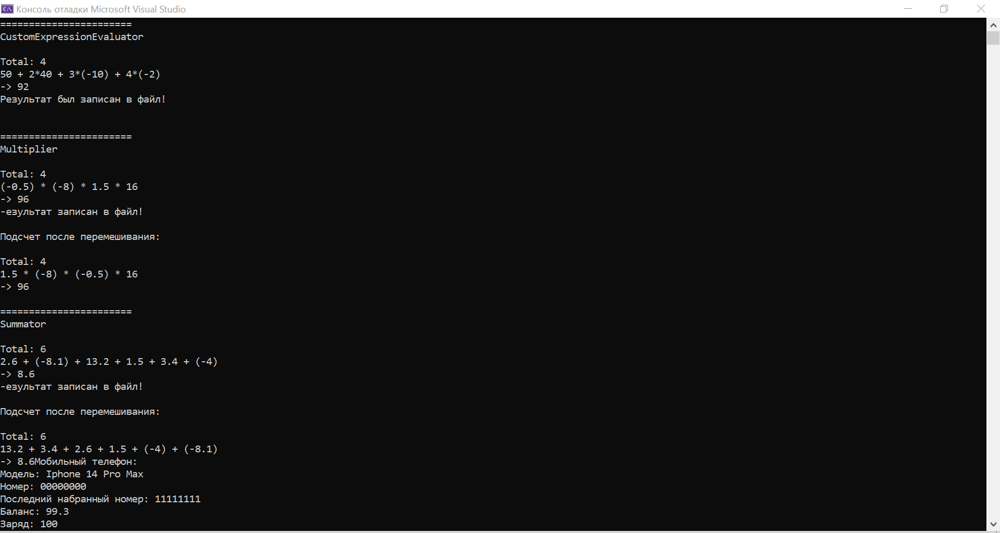 Консоль отладки Microsoft Visual Studio
=======================
CustomExpressionEvaluator
Total: 4
50 + 2*40 + 3*(-10) + 4*(-2)
-> 92
Результат был записан в файл!
=======================
Multiplier
Total: 4
(-0.5) * (-8) * 1.5 * 16
-> 96
-езультат записан в файл!
Подсчет после перемешивания:
Total: 4
1.5 * (-8) * (-0.5) * 16
-> 96
=======================
Summator
Total: 6
2.6 + (-8.1) + 13.2 + 1.5 + 3.4 + (-4)
-> 8.6
-езультат записан в файл!
Подсчет после перемешивания:
Total: 6
13.2 + 3.4 + 2.6 + 1.5 + (-4) + (-8.1)
-> 8.6Мобильный телефон:
Модель: Iphone 14 Pro Max
Номер: 00000000
Последний набранный номер: 11111111
Баланс: 99.3
Заряд: 100